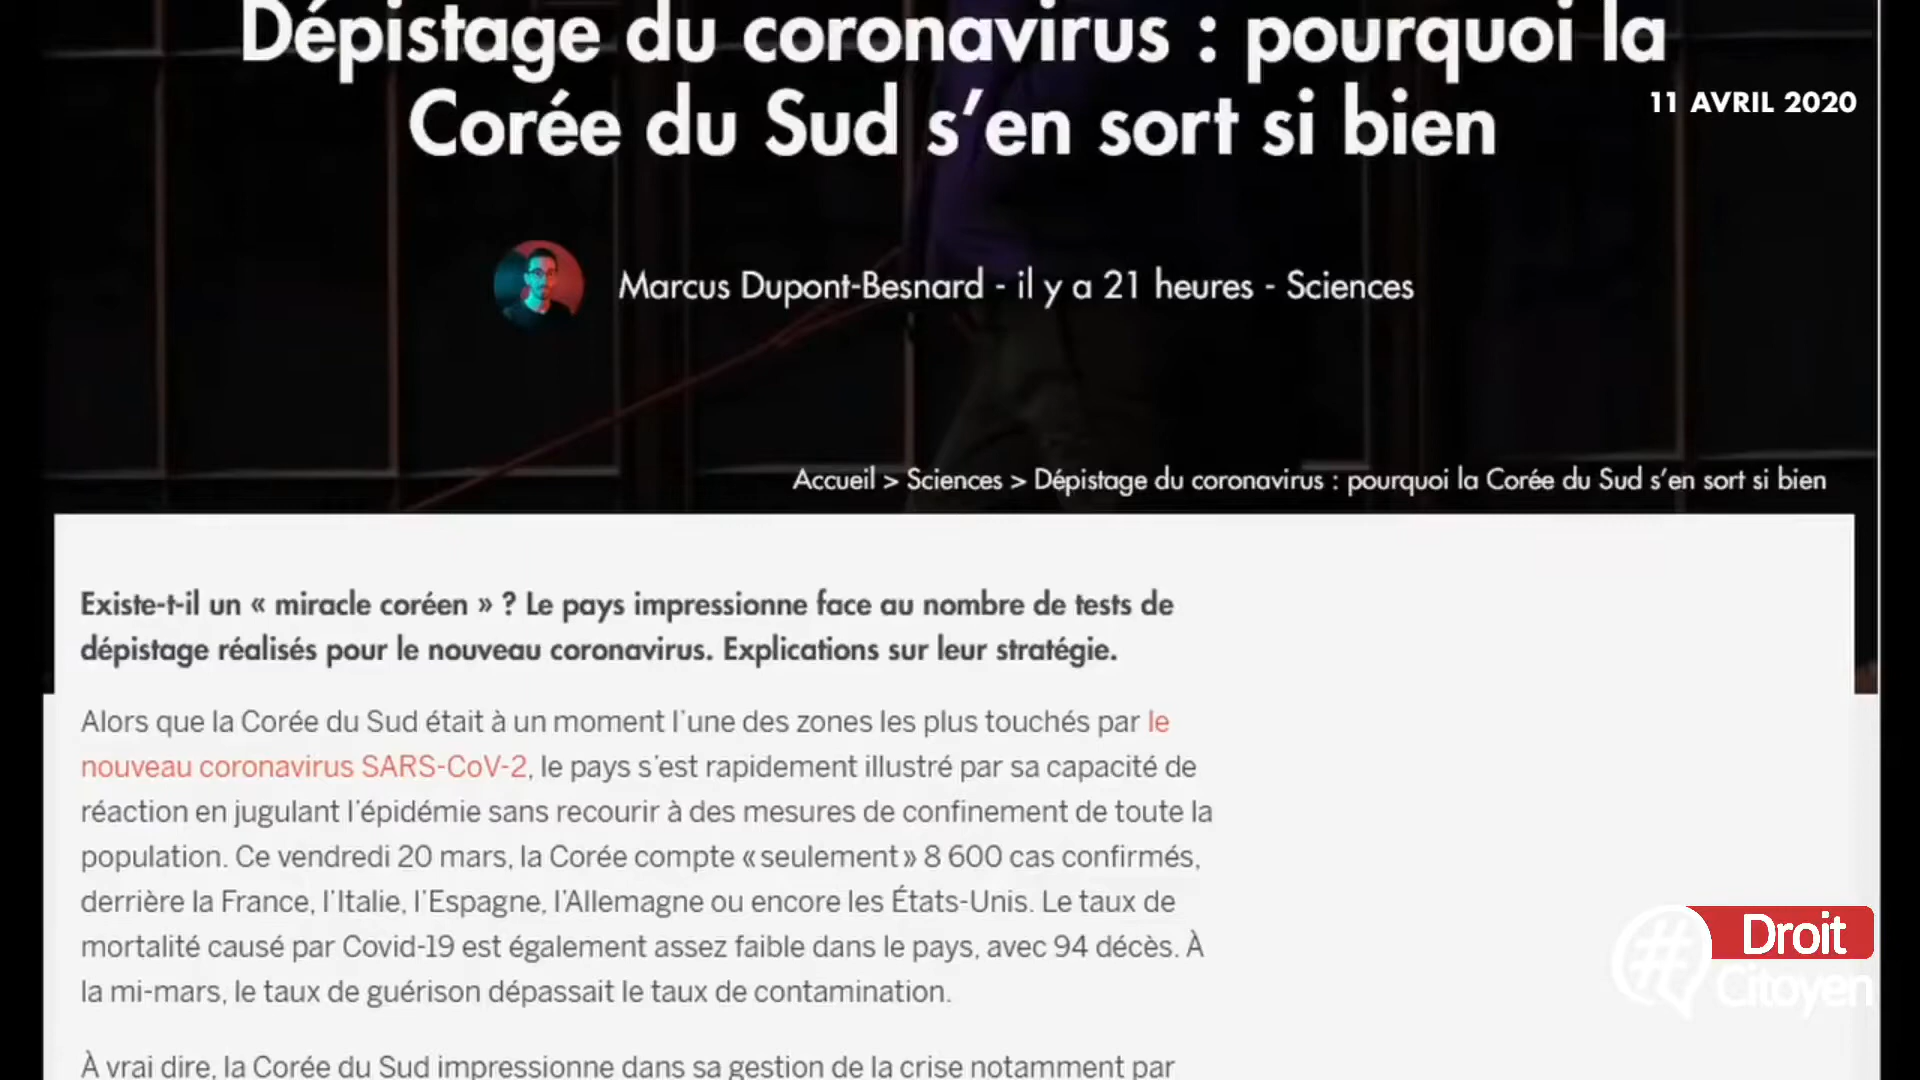 Dépistage du coronavirus : pourquoi la
Corée du Sud s'en sort si bien
11 AVRIL 2020
Marcus Dupont-Besnard - il y a 21 heures - Sciences
Accueil > Sciences > Dépistage du coronavirus : pourquoi la Corée du Sud s'en sort si bien
Existe-t-il un « miracle coréen » ? Le pays impressionne face au nombre de tests de
dépistage réalisés pour le nouveau coronavirus. Explications sur leur stratégie.
Alors que la Corée du Sud était à un moment l'une des zones les plus touchés par le
nouveau coronavirus SARS-CoV-2, le pays s'est rapidement illustré par sa capacité de
réaction en jugulant l'épidémie sans recourir à des mesures de confinement de toute la
population. Ce vendredi 20 mars, la Corée compte « seulement » 8 600 cas confirmés,
derrière la France, l'Italie, l'Espagne, l'Allemagne ou encore les États-Unis. Le taux de
mortalité causé par Covid-19 est également assez faible dans le pays, avec 94 décès. À
la mi-mars, le taux de guérison dépassait le taux de contamination.
À vrai dire, la Corée du Sud impressionne dans sa gestion de la crise notamment par
# Droit
Citoyen